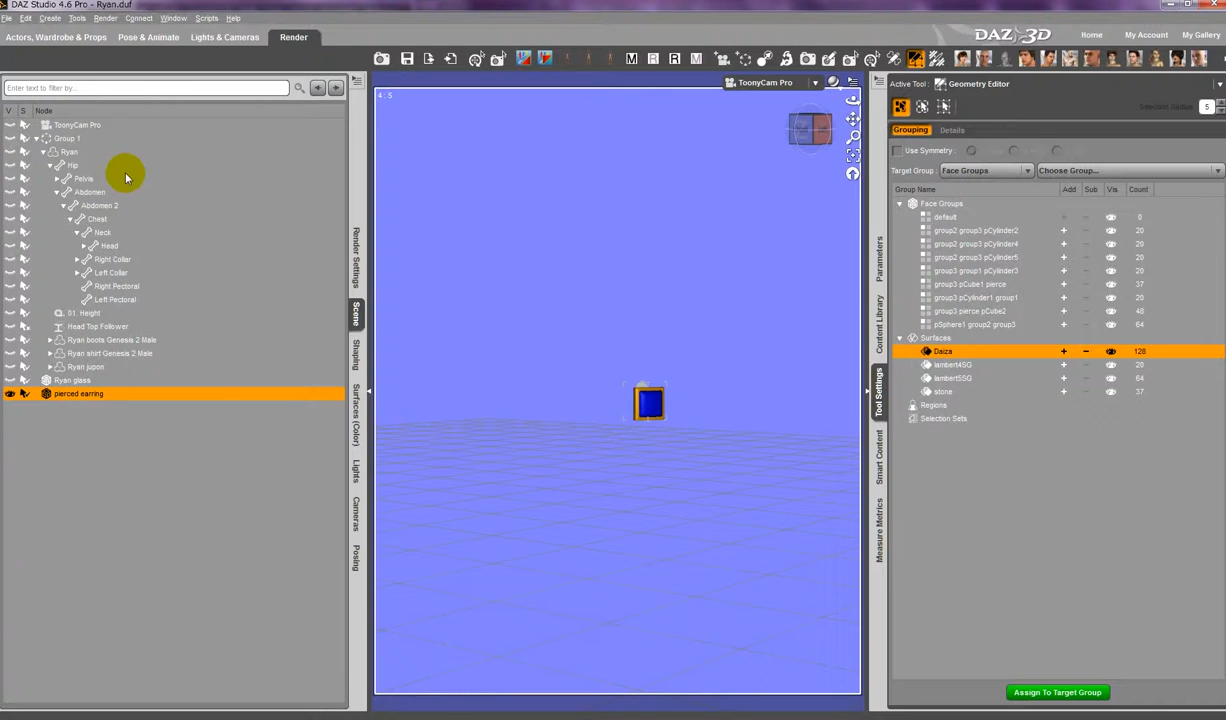 DAZ Studio 4.6 Pro - Ryan.duf
File Edit Create Tools Render Connect Window Scripts Help
Actors, Wardrobe & Props Pose & Animate Lights & Cameras Render
DAZ 3D Home My Account My Gallery
M M R M
Enter text to filter by...
V S Node
ToonyCam Pro
Group 1
Ryan
Hip
Pelvis
Abdomen
Abdomen 2
Chest
Neck
Head
Right Collar
Left Collar
Right Pectoral
Left Pectoral
01. Height
Head Top Follower
Ryan boots Genesis 2 Male
Ryan shirt Genesis 2 Male
Ryan jupon
Ryan glass
pierced earring
Render Settings
Scene
Shaping
Surfaces (Color)
Lights
Cameras
Posing
4 : 5
ToonyCam Pro
Parameters
Content Library
Tool Settings
Smart Content
Measure Metrics
Active Tool : Geometry Editor
Selection Radius 5
Grouping Details
Use Symmetry :
Target Group : Face Groups Choose Group...
Group Name Add Sub Vis Count
Face Groups
default 0
group2 group3 pCylinder2 20
group2 group3 pCylinder4 20
group2 group3 pCylinder5 20
group3 group1 pCylinder3 20
group3 pCube1 pierce 37
group3 pCylinder1 group1 20
group3 pierce pCube2 48
pSphere1 group2 group3 64
Surfaces
Daiza 128
lambert4SG 20
lambert5SG 64
stone 37
Regions
Selection Sets
Assign To Target Group